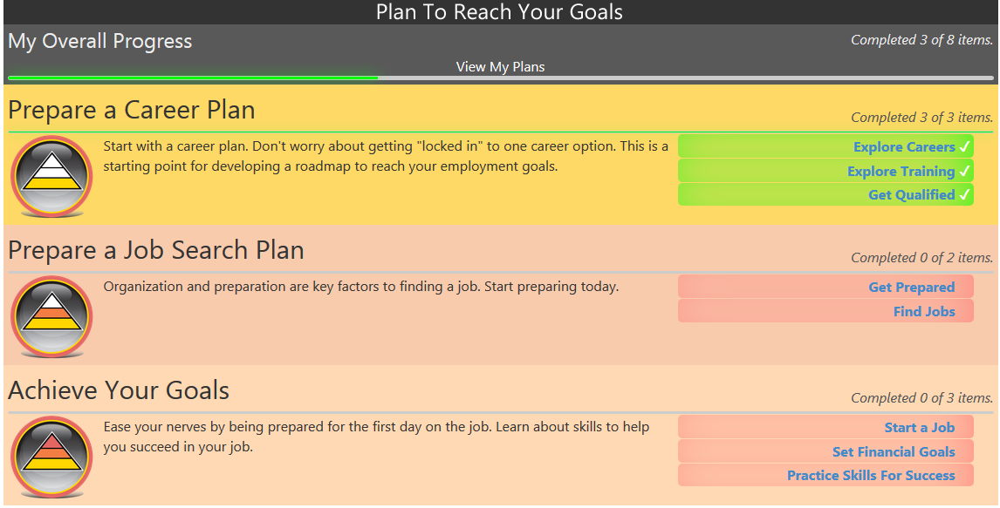 Plan To Reach Your Goals
My Overall Progress
Completed 3 of 8 items.
View My Plans
Prepare a Career Plan
Completed 3 of 3 items.
Start with a career plan. Don't worry about getting "locked in" to one career option. This is a
starting point for developing a roadmap to reach your employment goals.
Explore Careers ✓
Explore Training ✓
Get Qualified ✓
Prepare a Job Search Plan
Completed 0 of 2 items.
Organization and preparation are key factors to finding a job. Start preparing today.
Get Prepared
Find Jobs
Achieve Your Goals
Completed 0 of 3 items.
Ease your nerves by being prepared for the first day on the job. Learn about skills to help
you succeed in your job.
Start a Job
Set Financial Goals
Practice Skills For Success